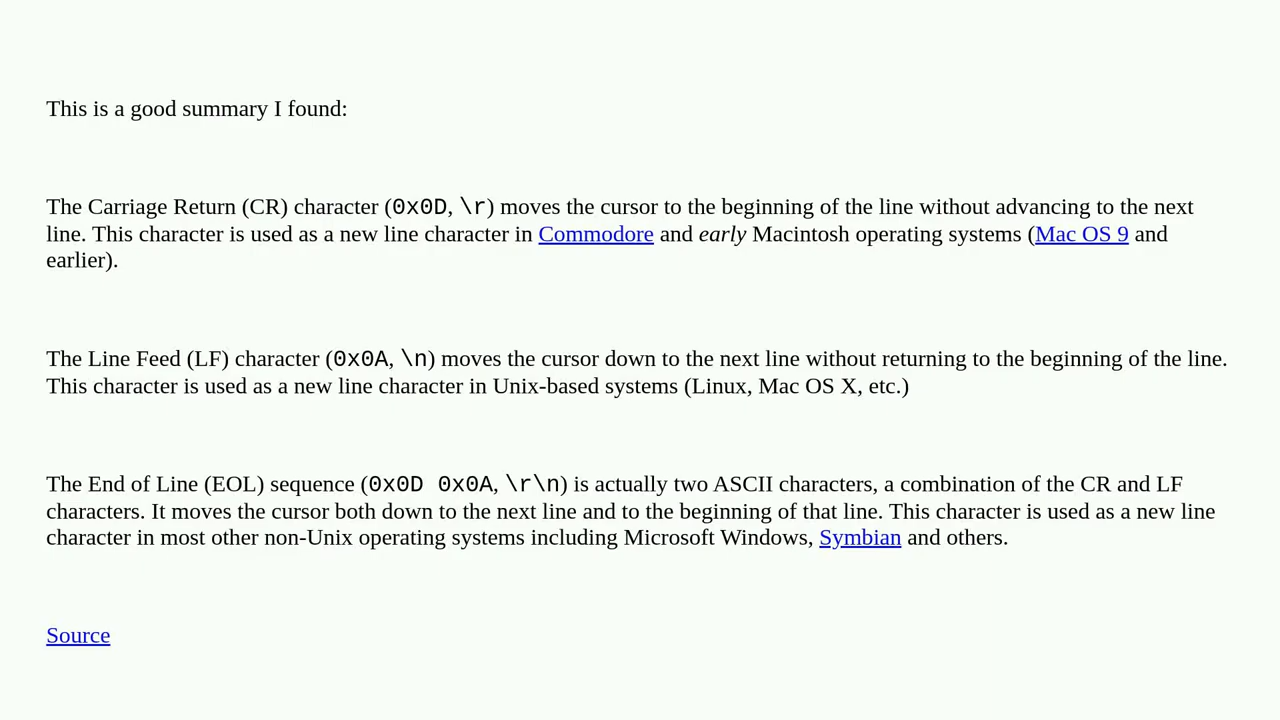 This is a good summary I found:
The Carriage Return (CR) character (0x0D, \r) moves the cursor to the beginning of the line without advancing to the next
line. This character is used as a new line character in Commodore and early Macintosh operating systems (Mac OS 9 and
earlier).
The Line Feed (LF) character (0x0A, \n) moves the cursor down to the next line without returning to the beginning of the line.
This character is used as a new line character in Unix-based systems (Linux, Mac OS X, etc.)
The End of Line (EOL) sequence (0x0D 0x0A, \r\n) is actually two ASCII characters, a combination of the CR and LF
characters. It moves the cursor both down to the next line and to the beginning of that line. This character is used as a new line
character in most other non-Unix operating systems including Microsoft Windows, Symbian and others.
Source